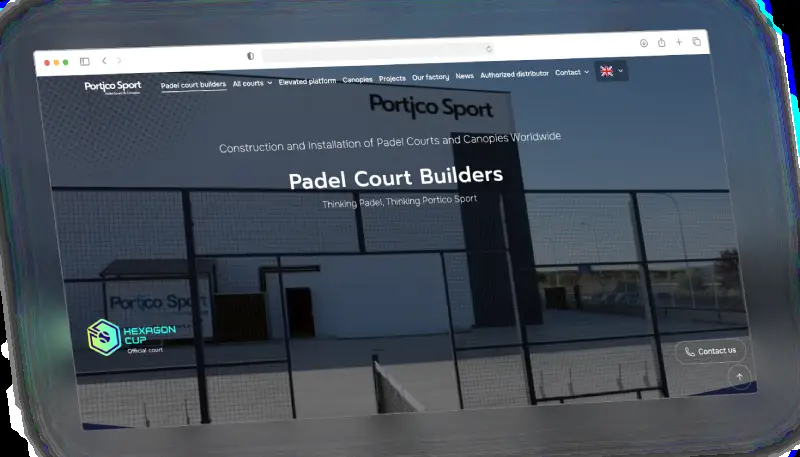 Portico Sport
Padel court builders All courts Elevated platform Canopies Projects Our factory News Authorized distributor Contact
Portico Sport
Construction and Installation of Padel Courts and Canopies Worldwide
Padel Court Builders
Thinking Padel, Thinking Portico Sport
Portico Sport
HEXAGON
CUP
Official court
Contact us